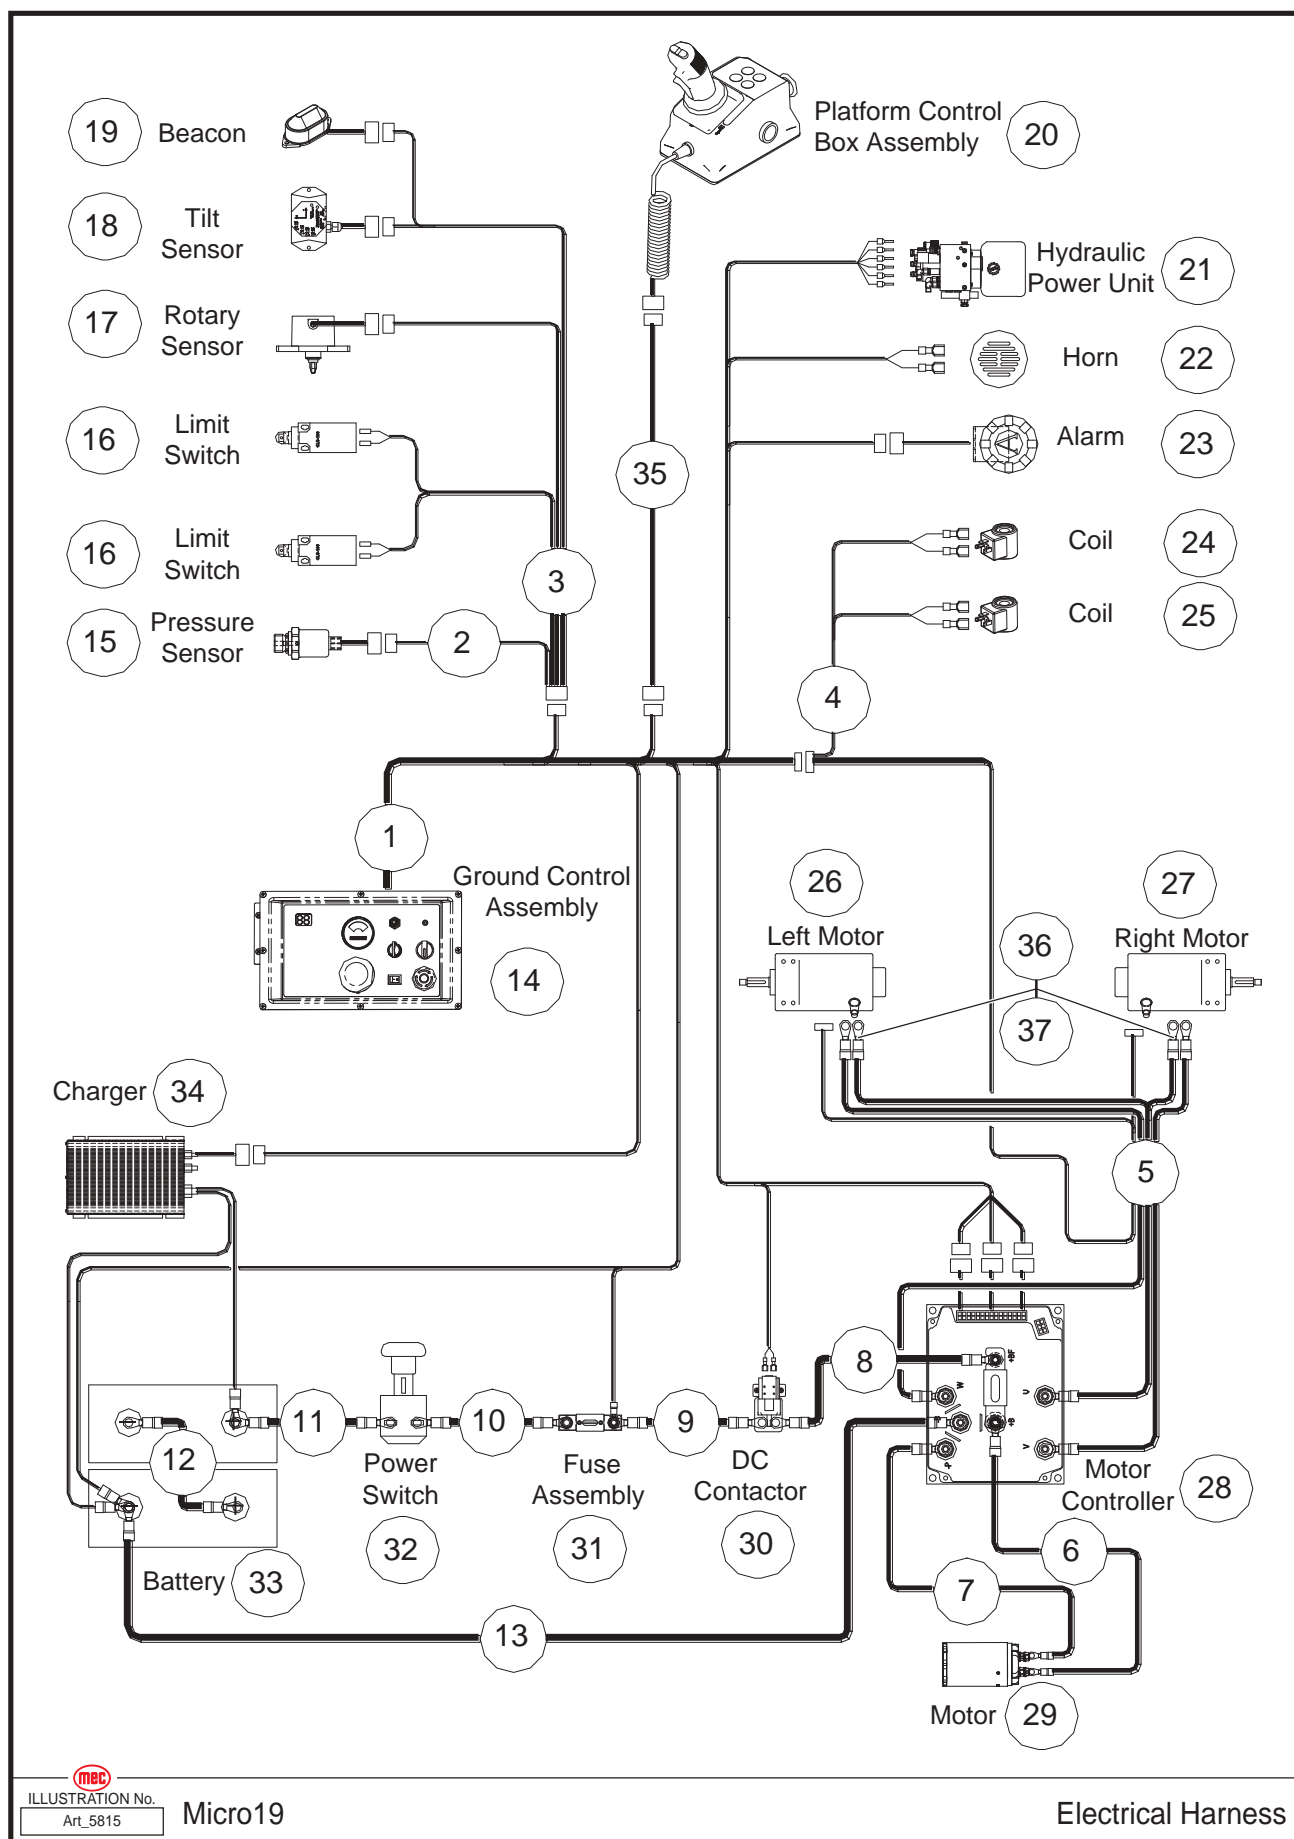 19
Beacon
18
Tilt
Sensor
17
Rotary
Sensor
16
Limit
Switch
16
Limit
Switch
15
Pressure
Sensor
2
3
35
Platform Control
Box Assembly
20
Hydraulic
Power Unit
21
Horn
22
Alarm
23
Coil
24
Coil
25
4
1
Ground Control
Assembly
14
26
Left Motor
27
Right Motor
36
37
5
Charger
34
8
11
10
9
12
Power
Switch
32
Fuse
Assembly
31
DC
Contactor
30
+BF
W
U
+B
V
P
Motor
Controller
28
Battery
33
6
7
13
Motor
29
mec
ILLUSTRATION No.
Art_5815
Micro19
Electrical Harness